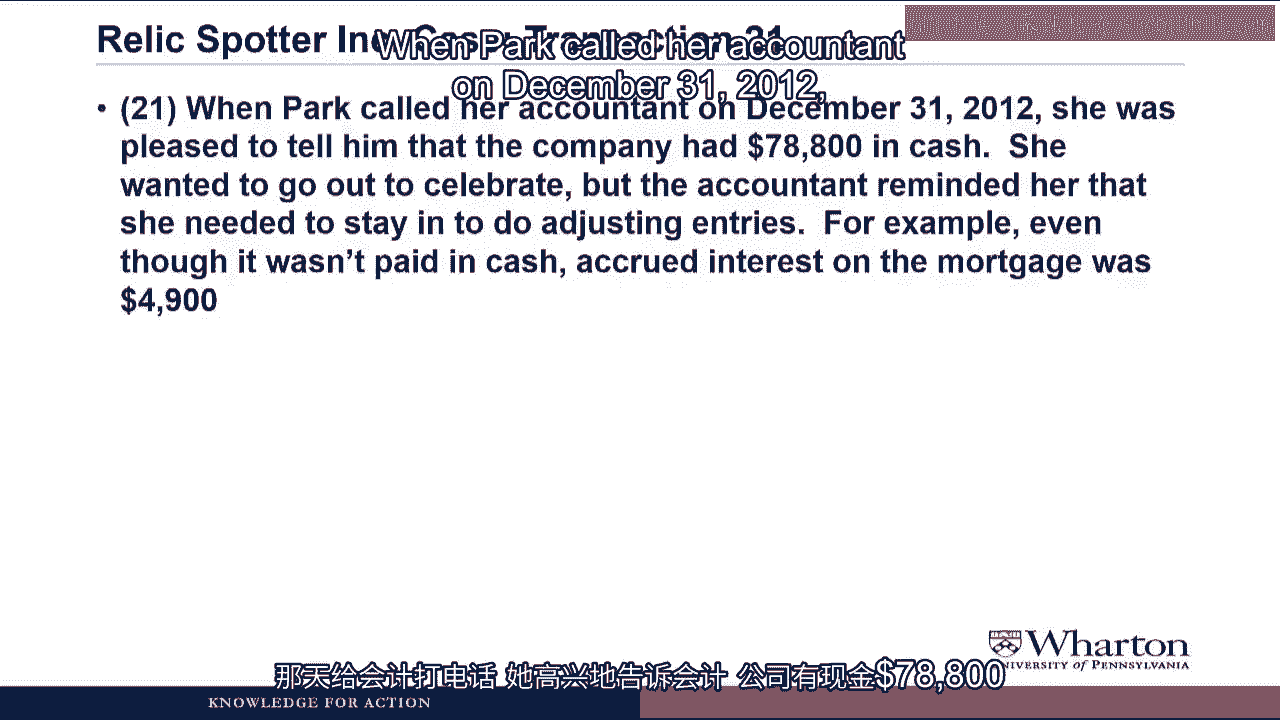 Relic Spotter Inc. Case: Transaction 21
When Park called her accountant
on December 31, 2012,
• (21) When Park called her accountant on December 31, 2012, she was
pleased to tell him that the company had $78,800 in cash. She
wanted to go out to celebrate, but the accountant reminded her that
she needed to stay in to do adjusting entries. For example, even
though it wasn't paid in cash, accrued interest on the mortgage was
$4,900
Wharton
UNIVERSITY OF PENNSYLVANIA
那天给会计打电话 她高兴地告诉会计 公司有现金$78,800
KNOWLEDGE FOR ACTION